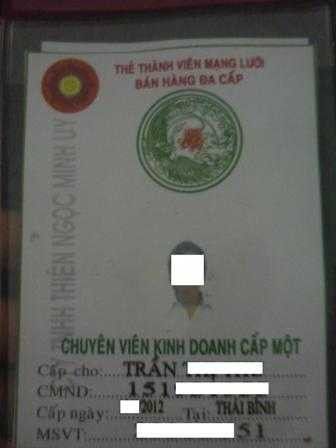 THẺ THÀNH VIÊN MẠNG LƯỚI
BÁN HÀNG ĐA CẤP
THIÊN NGỌC MINH UY
CHUYÊN VIÊN KINH DOANH CẤP MỘT
Cấp cho: TRẦN
CMND: 151
Cấp ngày: /2012 Tại: THÁI BÌNH
MSVT: 51